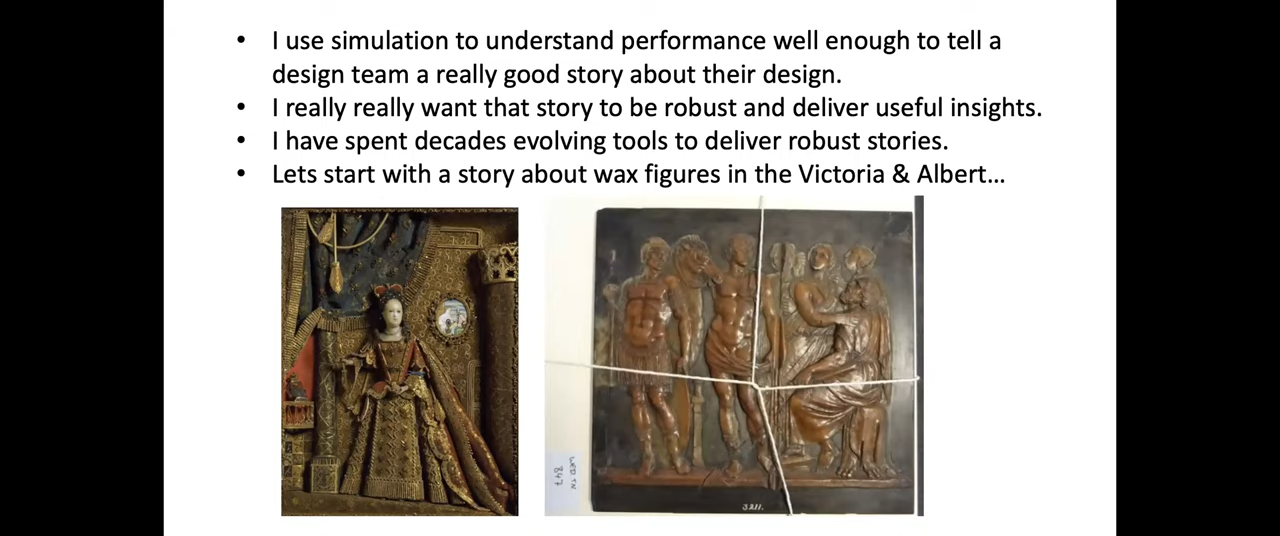 • I use simulation to understand performance well enough to tell a
design team a really good story about their design.
• I really really want that story to be robust and deliver useful insights.
• I have spent decades evolving tools to deliver robust stories.
• Lets start with a story about wax figures in the Victoria & Albert…
3211.